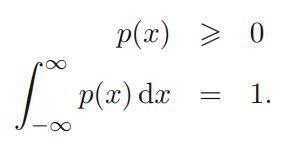 p(x) ⩾ 0
∫_{-∞}^{∞} p(x) dx = 1.